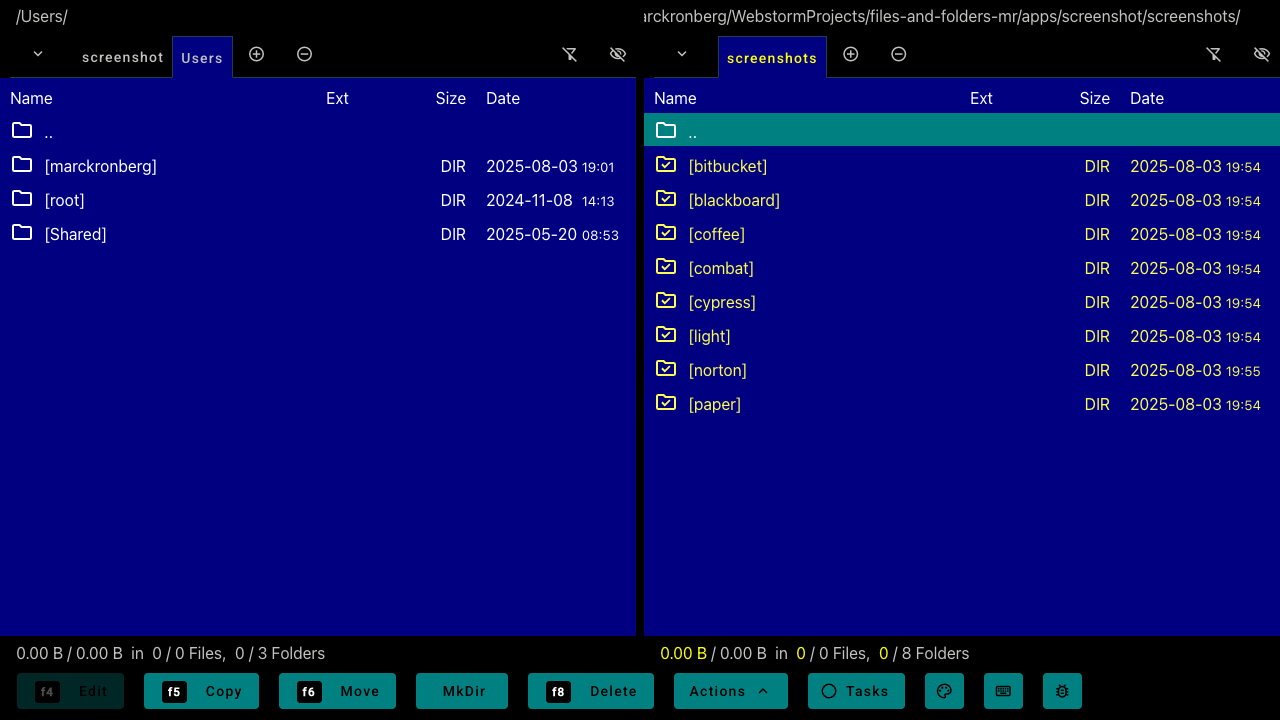 /Users/
screenshot Users
Name Ext Size Date
..
[marckronberg] DIR 2025-08-03 19:01
[root] DIR 2024-11-08 14:13
[Shared] DIR 2025-05-20 08:53
0.00 B / 0.00 B in 0 / 0 Files, 0 / 3 Folders
arckronberg/WebstormProjects/files-and-folders-mr/apps/screenshot/screenshots/
screenshots
Name Ext Size Date
..
[bitbucket] DIR 2025-08-03 19:54
[blackboard] DIR 2025-08-03 19:54
[coffee] DIR 2025-08-03 19:54
[combat] DIR 2025-08-03 19:54
[cypress] DIR 2025-08-03 19:54
[light] DIR 2025-08-03 19:54
[norton] DIR 2025-08-03 19:55
[paper] DIR 2025-08-03 19:54
0.00 B / 0.00 B in 0 / 0 Files, 0 / 8 Folders
f4 Edit f5 Copy f6 Move MkDir f8 Delete Actions Tasks